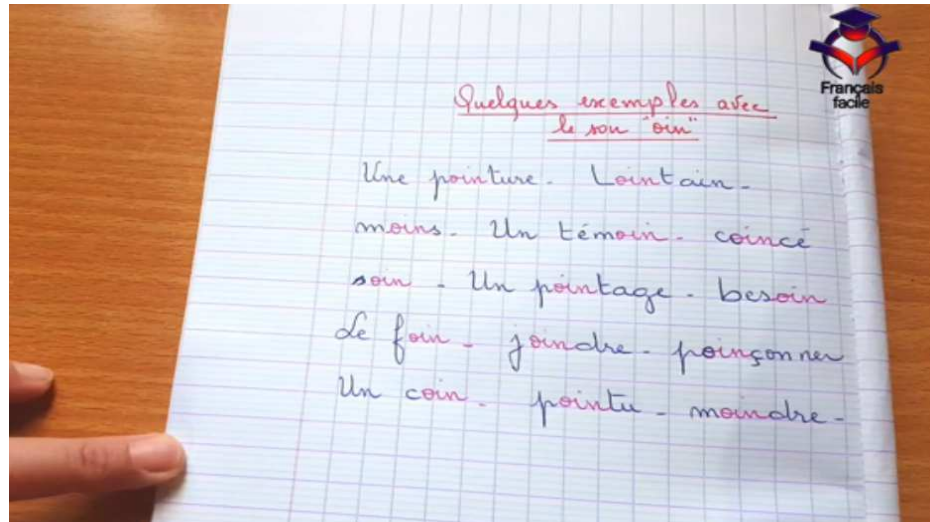 Français
facile
Quelques exemples avec
le son "oin"
Une pointure - Lointain -
moins - Un témoin - coincé
soin - Un pointage - besoin
Le foin - joindre - poinçonner
Un coin - pointu - moindre -